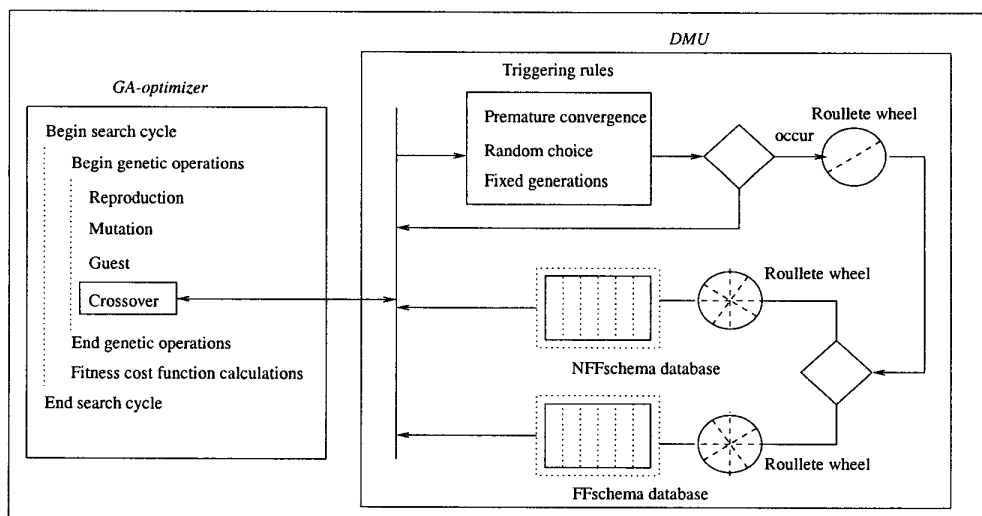 DMU
GA-optimizer
Begin search cycle
Begin genetic operations
Reproduction
Mutation
Guest
Crossover
End genetic operations
Fitness cost function calculations
End search cycle
Triggering rules
Premature convergence
Random choice
Fixed generations
occur
Roullete wheel
Roullete wheel
NFFschema database
Roullete wheel
FFschema database